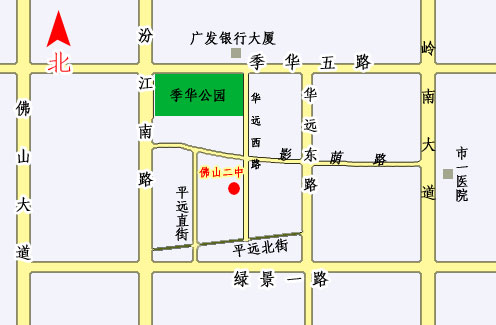 北
广发银行大厦
季华五路
汾江南路
岭南大道
季华公园
华远西路
华远东路
佛山大道
影荫路
市一医院
佛山二中
平远直街
平远北街
绿景一路